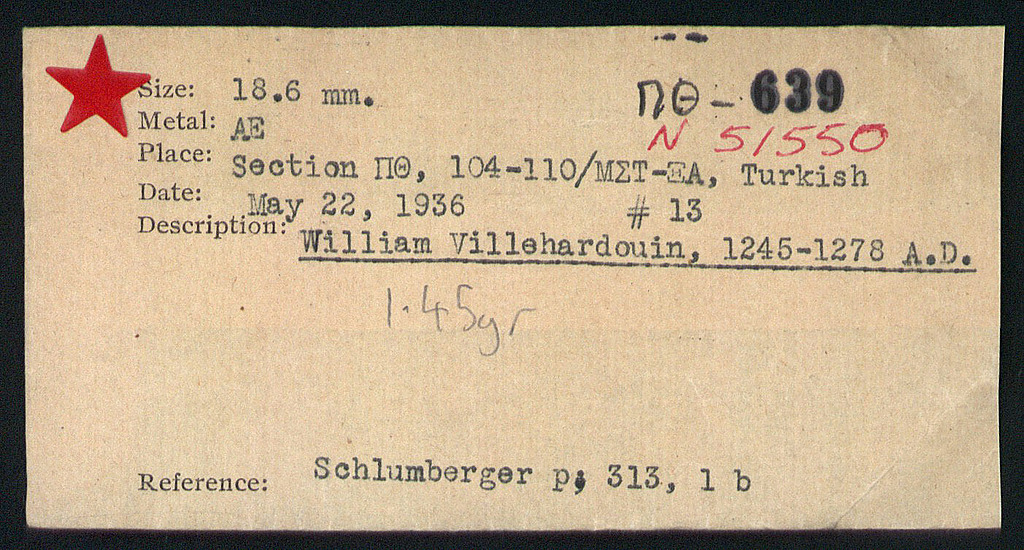 ΠΘ - 639
Size: 18.6 mm.
N 51550
Metal: AE
Place: Section ΠΘ, 104-110/ΜΣΤ-ΞΑ, Turkish
Date: May 22, 1936 # 13
Description: William Villehardouin, 1245-1278 A.D.
1.45gr
Reference: Schlumberger p. 313, 1 b